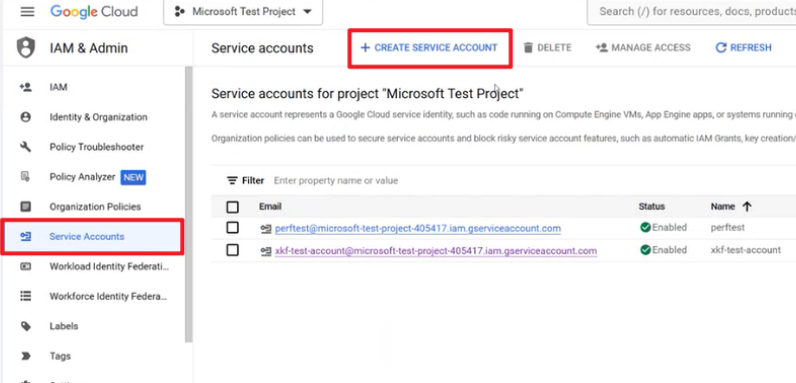 Google Cloud
Microsoft Test Project
Search (/) for resources, docs, products
IAM & Admin
Service accounts
+ CREATE SERVICE ACCOUNT
DELETE
MANAGE ACCESS
REFRESH
IAM
Identity & Organization
Policy Troubleshooter
Policy Analyzer NEW
Organization Policies
Service Accounts
Workload Identity Federati...
Workforce Identity Federa...
Labels
Tags
Service accounts for project "Microsoft Test Project"
A service account represents a Google Cloud service identity, such as code running on Compute Engine VMs, App Engine apps, or systems running
Organization policies can be used to secure service accounts and block risky service account features, such as automatic IAM Grants, key creation/
Filter Enter property name or value
Email Status Name
perftest@microsoft-test-project-405417.iam.gserviceaccount.com Enabled perftest
xkf-test-account@microsoft-test-project-405417.iam.gserviceaccount.com Enabled xkf-test-account